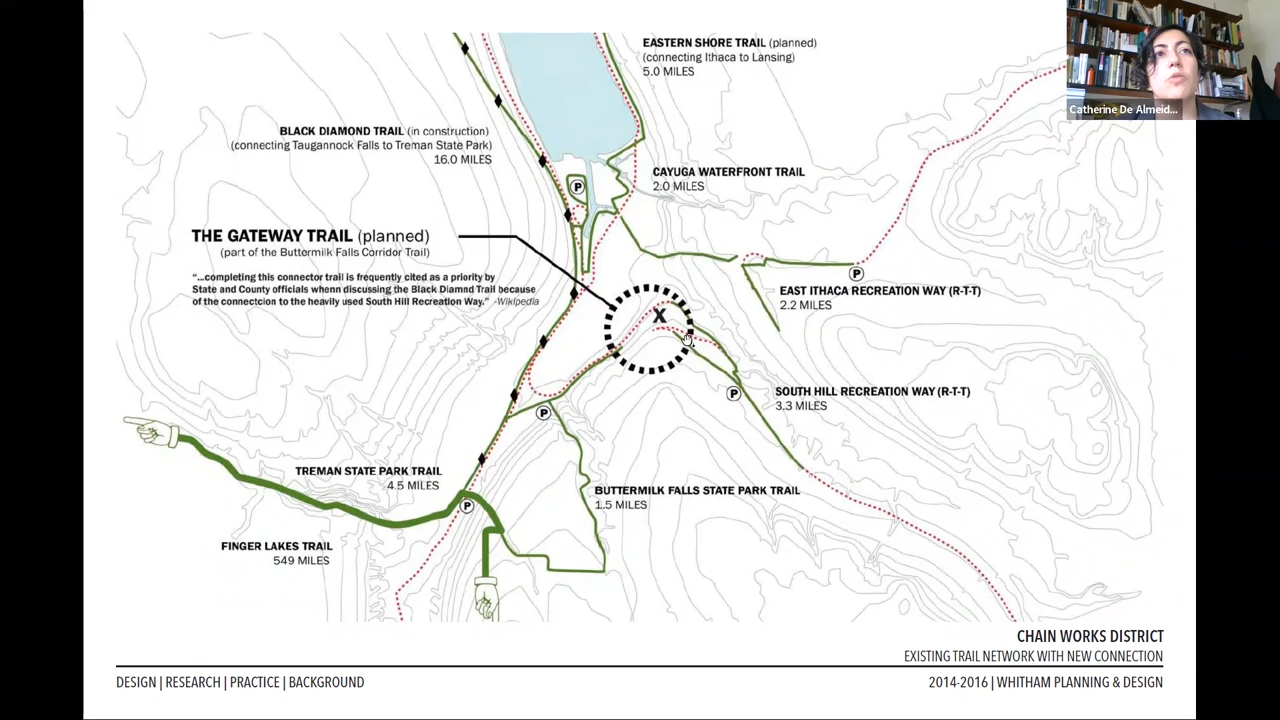 EASTERN SHORE TRAIL (planned)
(connecting Ithaca to Lansing)
5.0 MILES
Catherine De Almeid...
BLACK DIAMOND TRAIL (in construction)
(connecting Taugannock Falls to Treman State Park)
16.0 MILES
CAYUGA WATERFRONT TRAIL
2.0 MILES
P
THE GATEWAY TRAIL (planned)
(part of the Buttermilk Falls Corridor Trail)
"...completing this connector trail is frequently cited as a priority by
State and County officials whenn discussing the Black Diamnd Trail because
of the connectcion to the heavily used South Hill Recreation Way." -Wikipedia
P
EAST ITHACA RECREATION WAY (R-T-T)
2.2 MILES
X
SOUTH HILL RECREATION WAY (R-T-T)
3.3 MILES
P
P
TREMAN STATE PARK TRAIL
4.5 MILES
BUTTERMILK FALLS STATE PARK TRAIL
1.5 MILES
P
FINGER LAKES TRAIL
549 MILES
CHAIN WORKS DISTRICT
EXISTING TRAIL NETWORK WITH NEW CONNECTION
DESIGN | RESEARCH | PRACTICE | BACKGROUND
2014-2016 | WHITHAM PLANNING & DESIGN